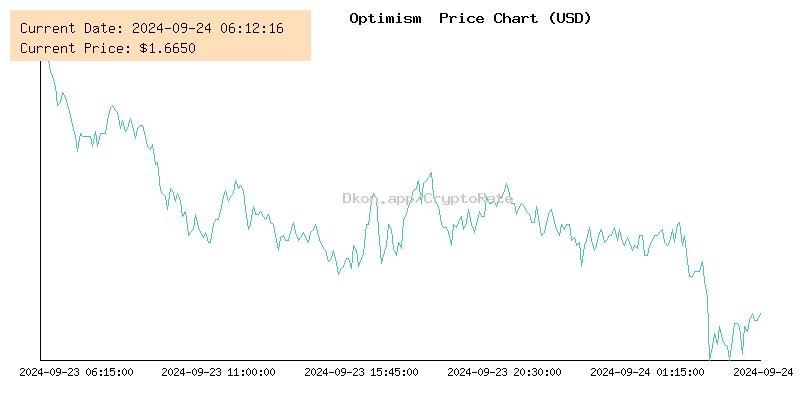 Optimism  Price Chart (USD)
Current Date: 2024-09-24 06:12:16
Current Price: $1.6650
Dkon.app/CryptoRate
2024-09-23 06:15:00 2024-09-23 11:00:00 2024-09-23 15:45:00 2024-09-23 20:30:00 2024-09-24 01:15:00 2024-09-24